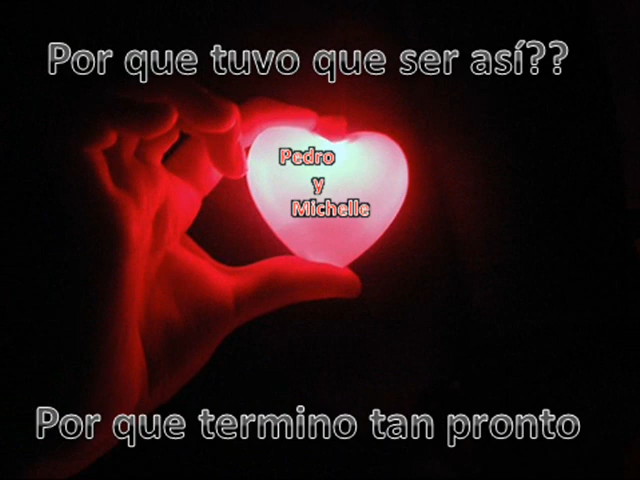 Por que tuvo que ser así??
Pedro
y
Michelle
Por que termino tan pronto